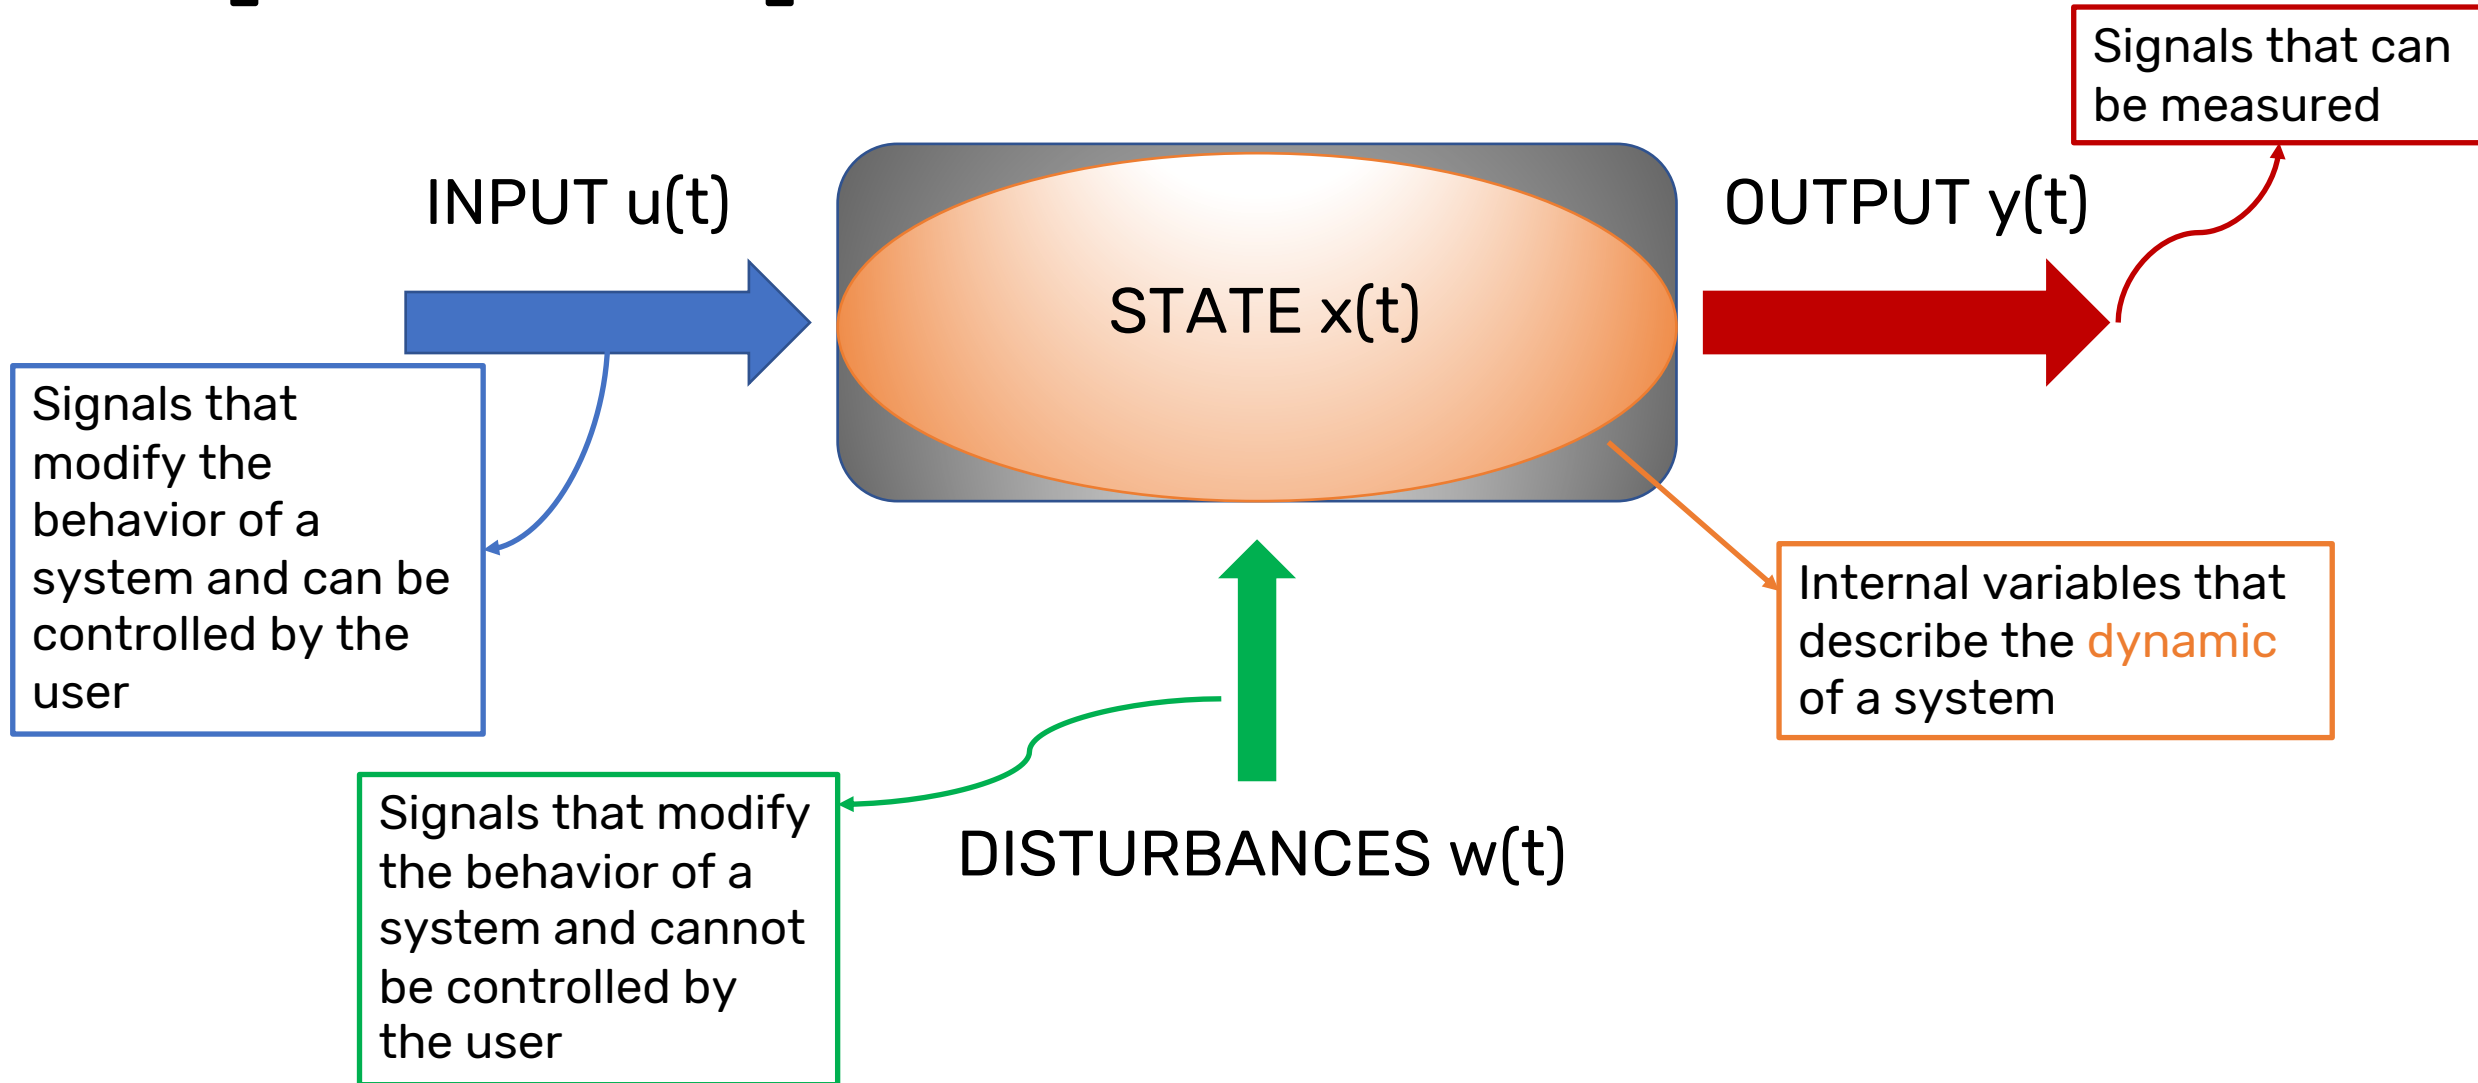 Signals that can
be measured
INPUT u(t)
OUTPUT y(t)
STATE x(t)
Signals that
modify the
behavior of a
system and can be
controlled by the
user
Internal variables that
describe the dynamic
of a system
Signals that modify
the behavior of a
system and cannot
be controlled by
the user
DISTURBANCES w(t)